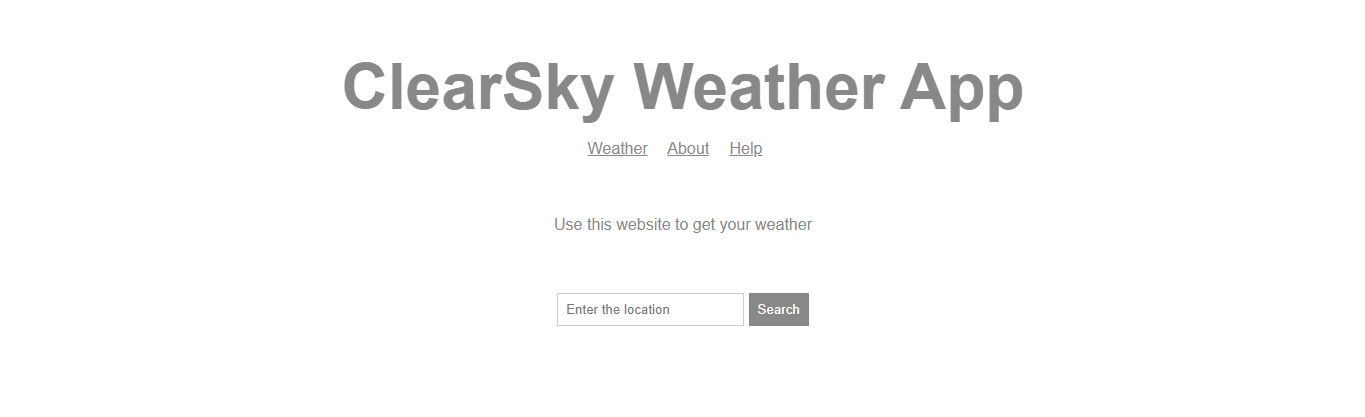 ClearSky Weather App
Weather About Help
Use this website to get your weather
Enter the location Search